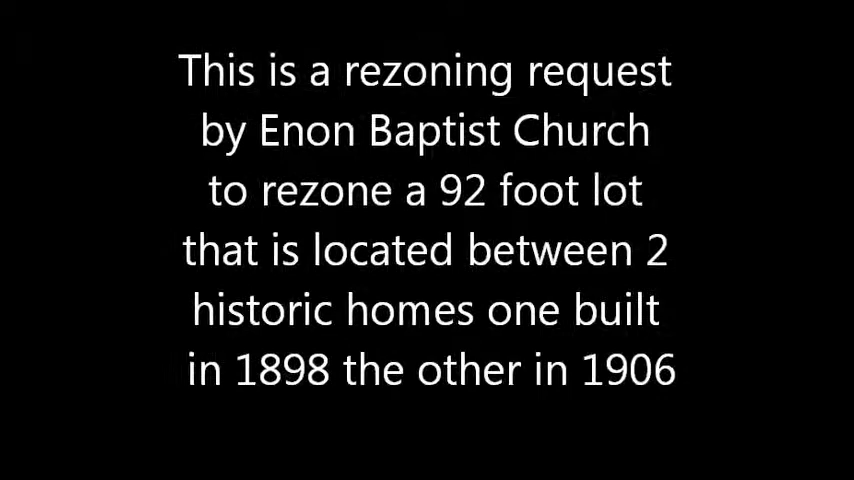 This is a rezoning request
by Enon Baptist Church
to rezone a 92 foot lot
that is located between 2
historic homes one built
in 1898 the other in 1906